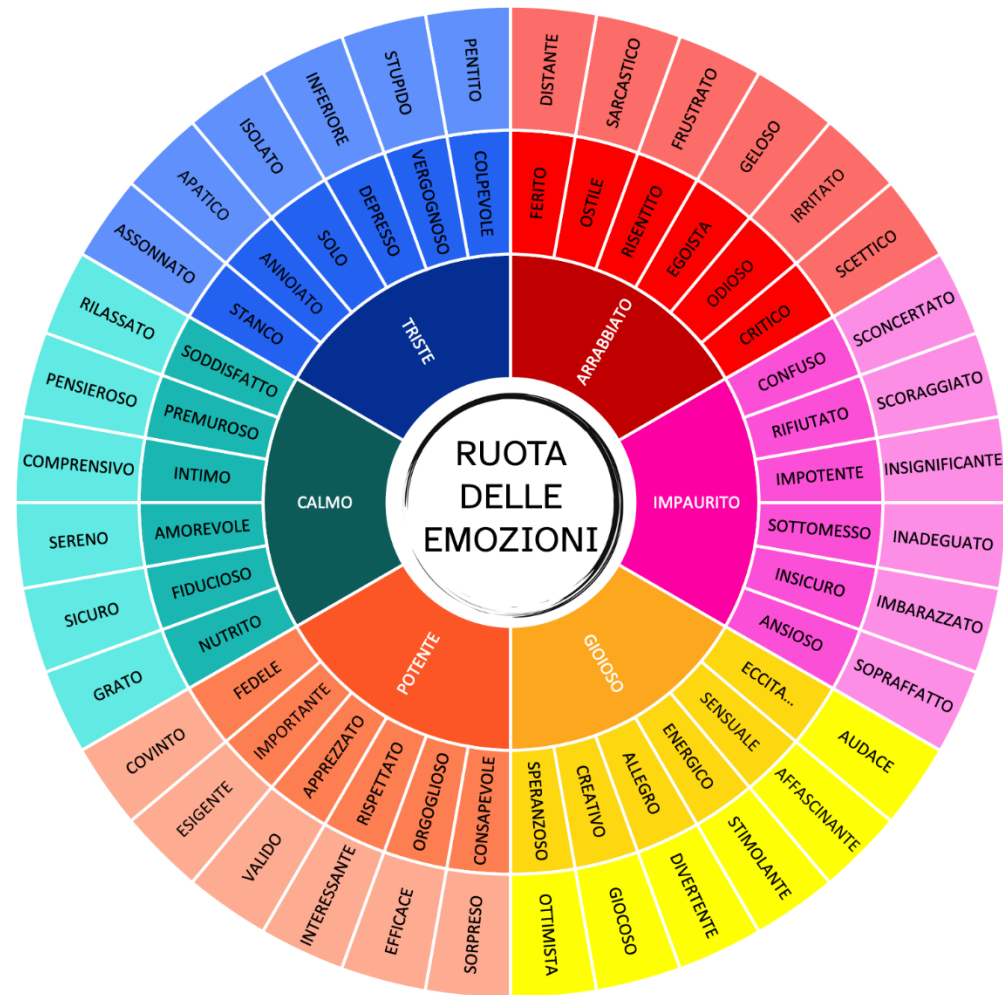 RUOTA
DELLE
EMOZIONI
ARRABBIATO
IMPAURITO
GIOIOSO
POTENTE
CALMO
TRISTE
FERITO
OSTILE
RISENTITO
EGOISTA
ODIOSO
CRITICO
CONFUSO
RIFIUTATO
IMPOTENTE
SOTTOMESSO
INSICURO
ANSIOSO
ECCITA...
SENSUALE
ENERGICO
ALLEGRO
CREATIVO
SPERANZOSO
CONSAPEVOLE
ORGOGLIOSO
RISPETTATO
APPREZZATO
IMPORTANTE
FEDELE
NUTRITO
FIDUCIOSO
AMOREVOLE
INTIMO
PREMUROSO
SODDISFATTO
STANCO
ANNOIATO
SOLO
DEPRESSO
VERGOGNOSO
COLPEVOLE
DISTANTE
SARCASTICO
FRUSTRATO
GELOSO
IRRITATO
SCETTICO
SCONCERTATO
SCORAGGIATO
INSIGNIFICANTE
INADEGUATO
IMBARAZZATO
SOPRAFFATTO
AUDACE
AFFASCINANTE
STIMOLANTE
DIVERTENTE
GIOCOSO
OTTIMISTA
SORPRESO
EFFICACE
INTERESSANTE
VALIDO
ESIGENTE
COVINTO
GRATO
SICURO
SERENO
COMPRENSIVO
PENSIEROSO
RILASSATO
ASSONNATO
APATICO
ISOLATO
INFERIORE
STUPIDO
PENTITO